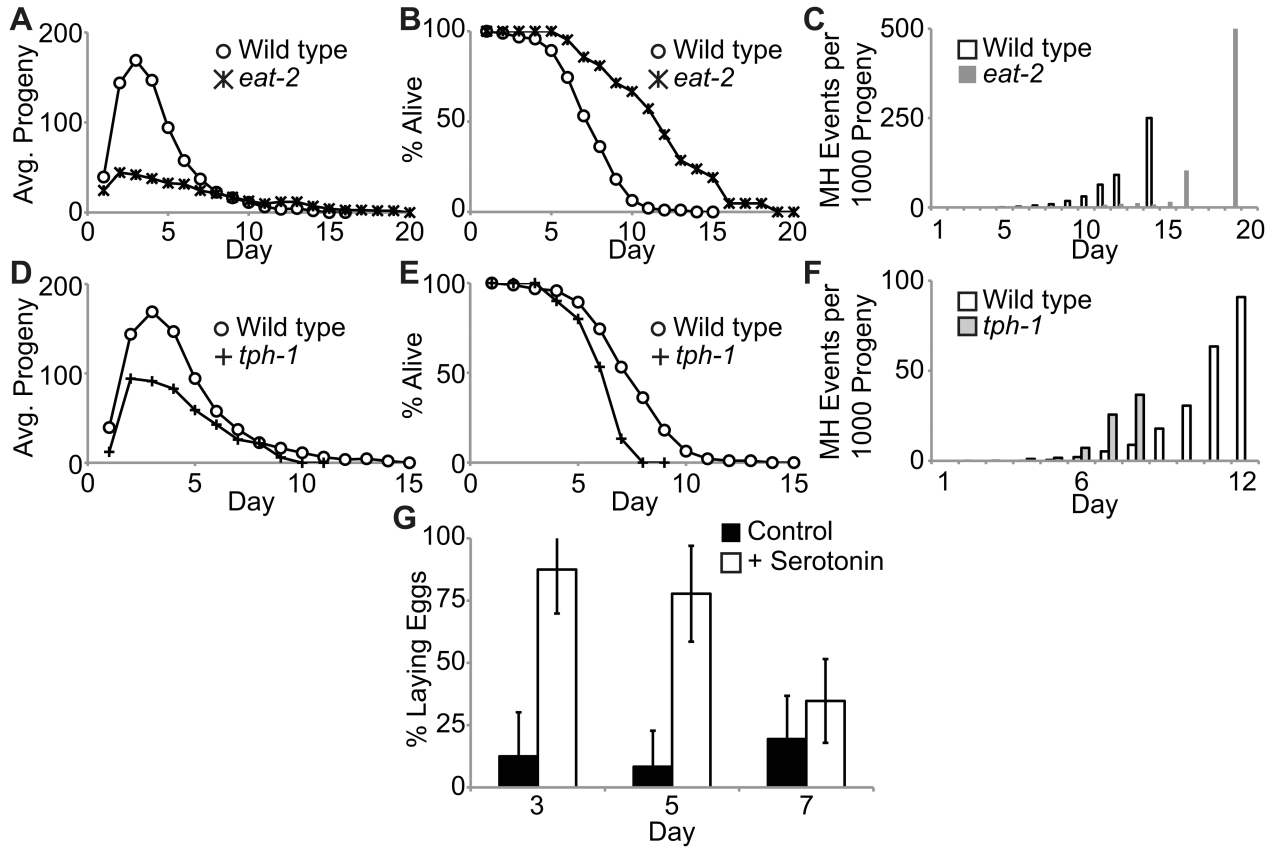 A
200
100
0
Avg. Progeny
Wild type
eat-2
0 5 10 15 20
Day
B
100
50
0
% Alive
Wild type
eat-2
0 5 10 15 20
Day
C
500
250
0
MH Events per
1000 Progeny
Wild type
eat-2
1 5 10 15 20
Day
D
200
100
0
Avg. Progeny
Wild type
tph-1
0 5 10 15
Day
E
100
50
0
% Alive
Wild type
tph-1
0 5 10 15
Day
F
100
50
0
MH Events per
1000 Progeny
Wild type
tph-1
1 6 12
Day
G
100
75
50
25
0
% Laying Eggs
Control
+ Serotonin
3 5 7
Day